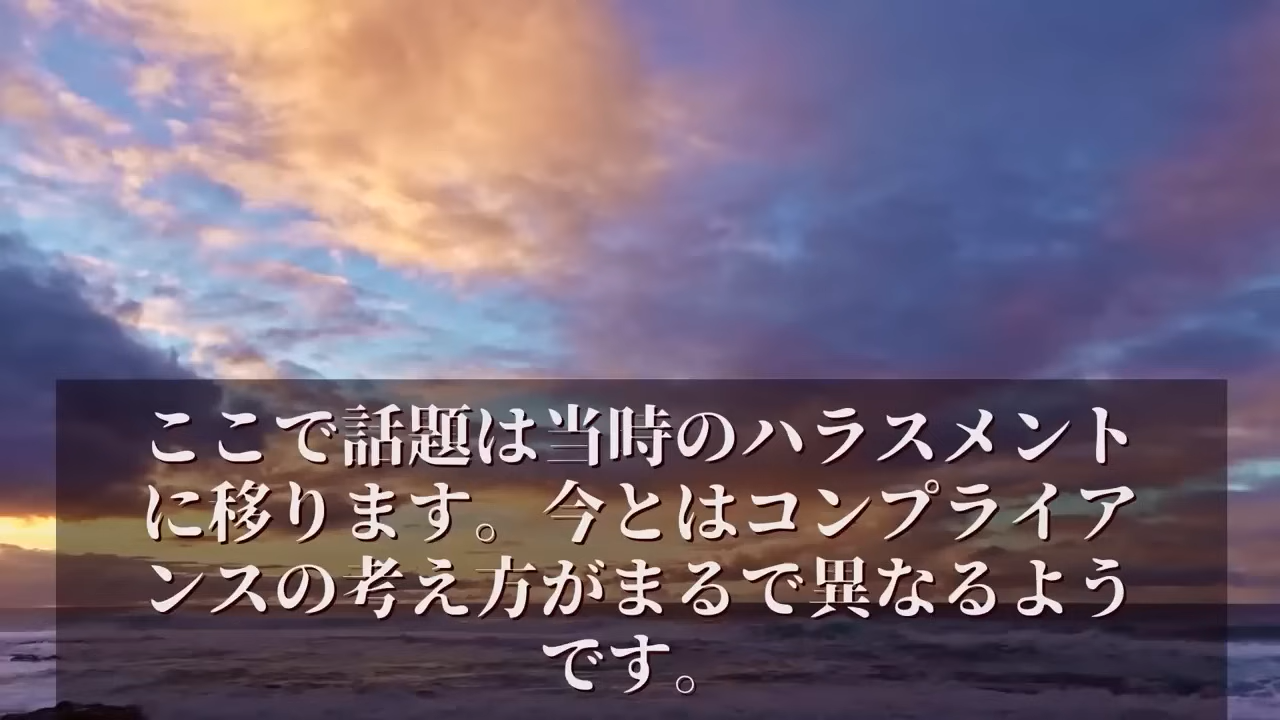 ここで話題は当時のハラスメント
に移ります。今とはコンプライア
ンスの考え方がまるで異なるよう
です。